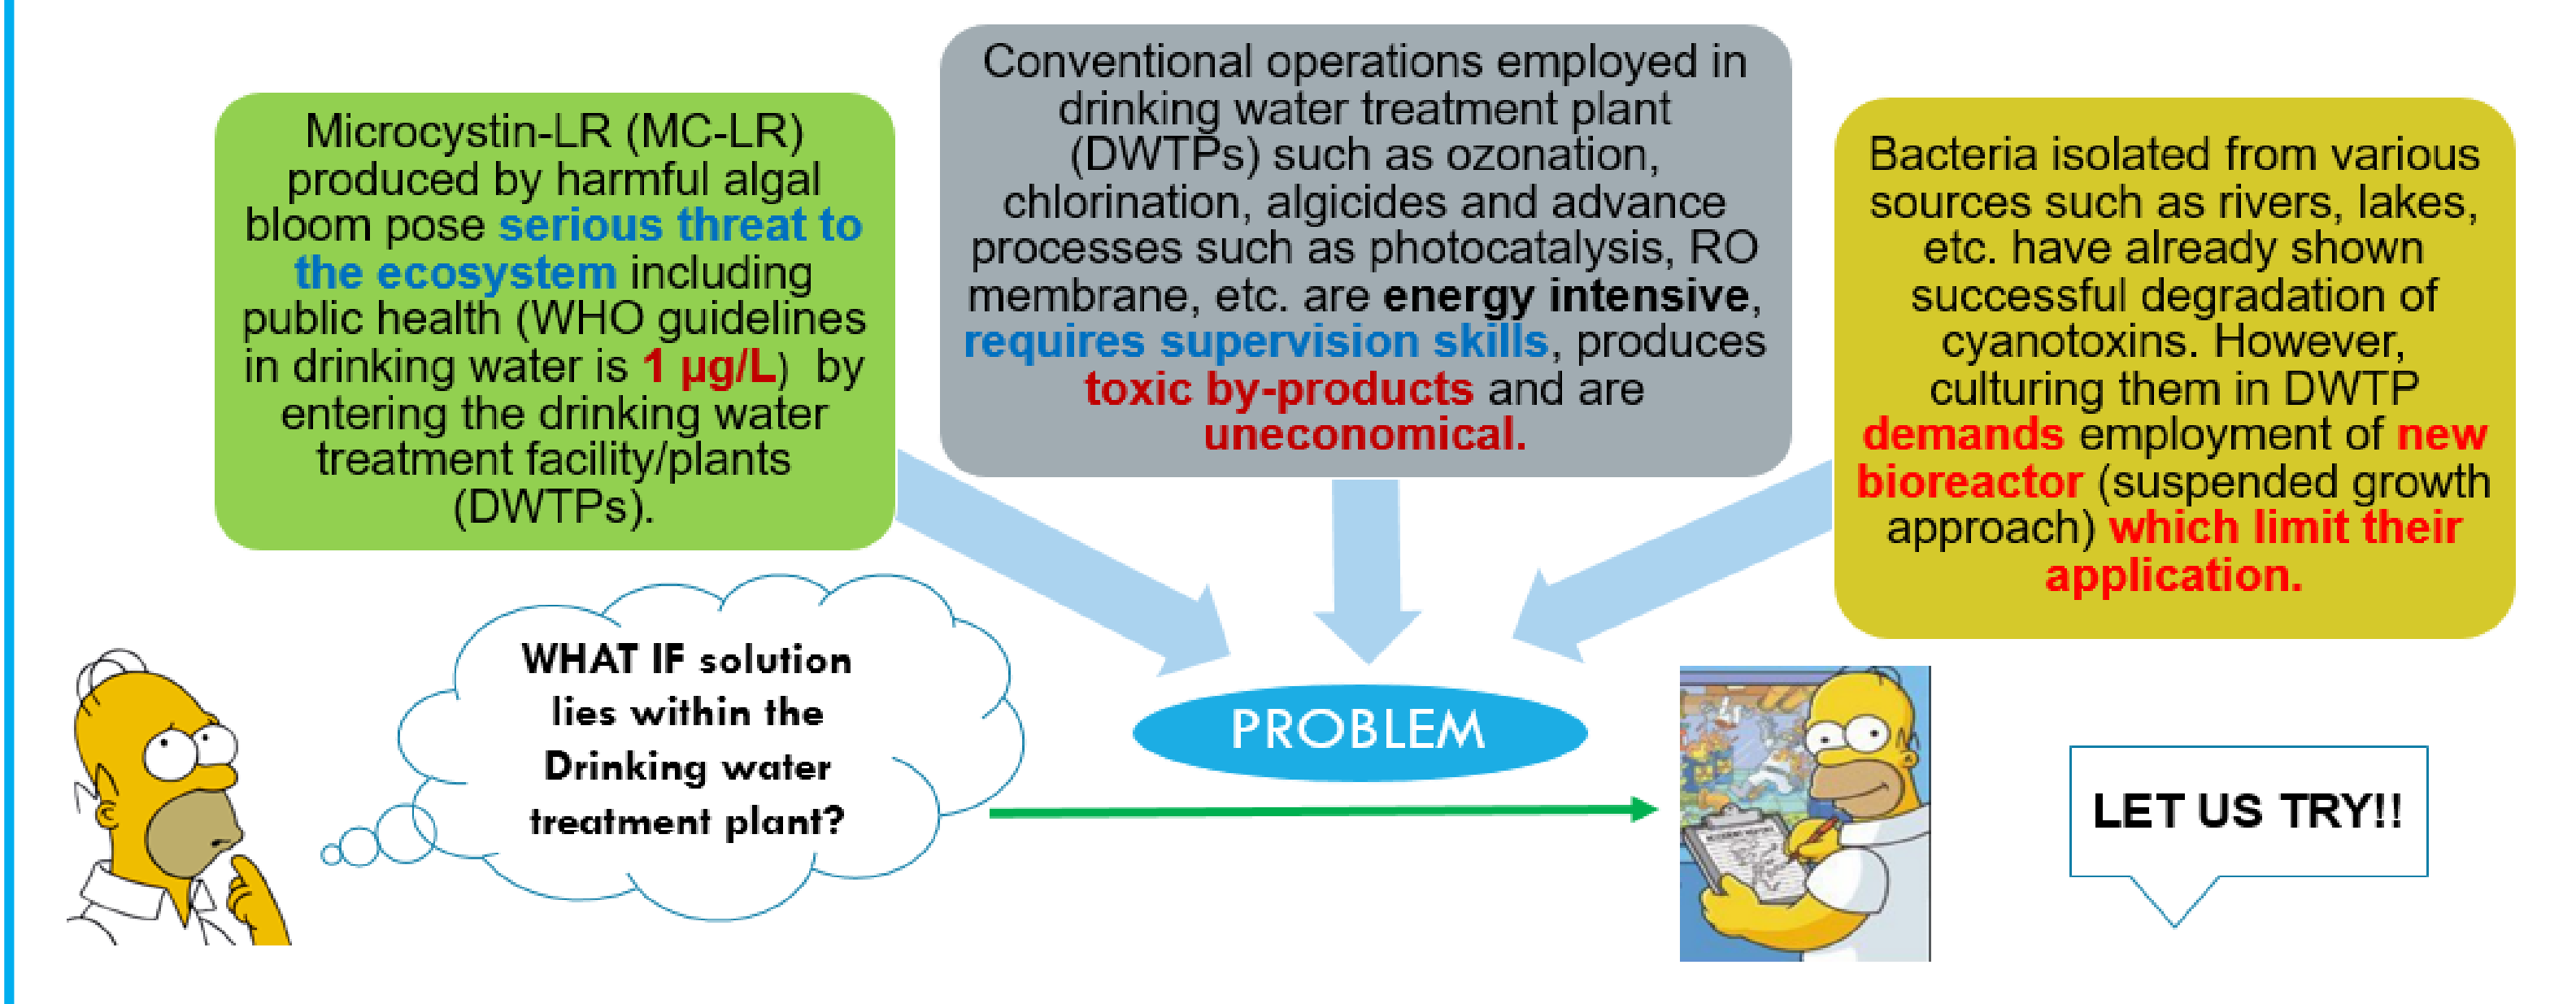 Microcystin-LR (MC-LR)
produced by harmful algal
bloom pose serious threat to
the ecosystem including
public health (WHO guidelines
in drinking water is 1 µg/L)  by
entering the drinking water
treatment facility/plants
(DWTPs).
Conventional operations employed in
drinking water treatment plant
(DWTPs) such as ozonation,
chlorination, algicides and advance
processes such as photocatalysis, RO
membrane, etc. are energy intensive,
requires supervision skills, produces
toxic by-products and are
uneconomical.
Bacteria isolated from various
sources such as rivers, lakes,
etc. have already shown
successful degradation of
cyanotoxins. However,
culturing them in DWTP
demands employment of new
bioreactor (suspended growth
approach) which limit their
application.
WHAT IF solution
lies within the
Drinking water
treatment plant?
PROBLEM
LET US TRY!!